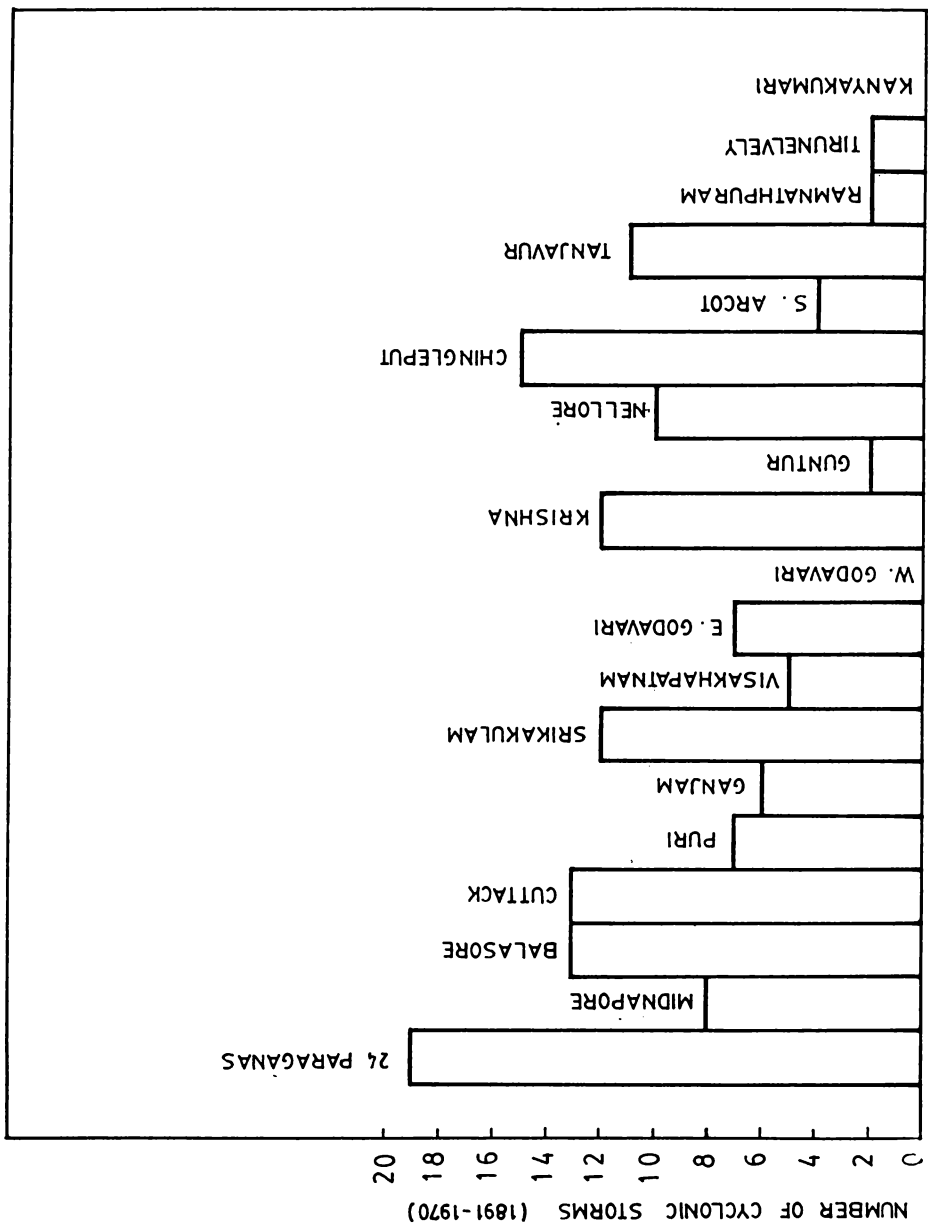 NUMBER OF CYCLONIC STORMS (1891-1970)
0 2 4 6 8 10 12 14 16 18 20
24 PARAGANAS
MIDNAPORE
BALASORE
CUTTACK
PURI
GANJAM
SRIKAKULAM
VISAKHAPATNAM
E. GODAVARI
W. GODAVARI
KRISHNA
GUNTUR
NELLORE
CHINGLEPUT
S. ARCOT
TANJAVUR
RAMNATHPURAM
TIRUNELVELY
KANYAKUMARI